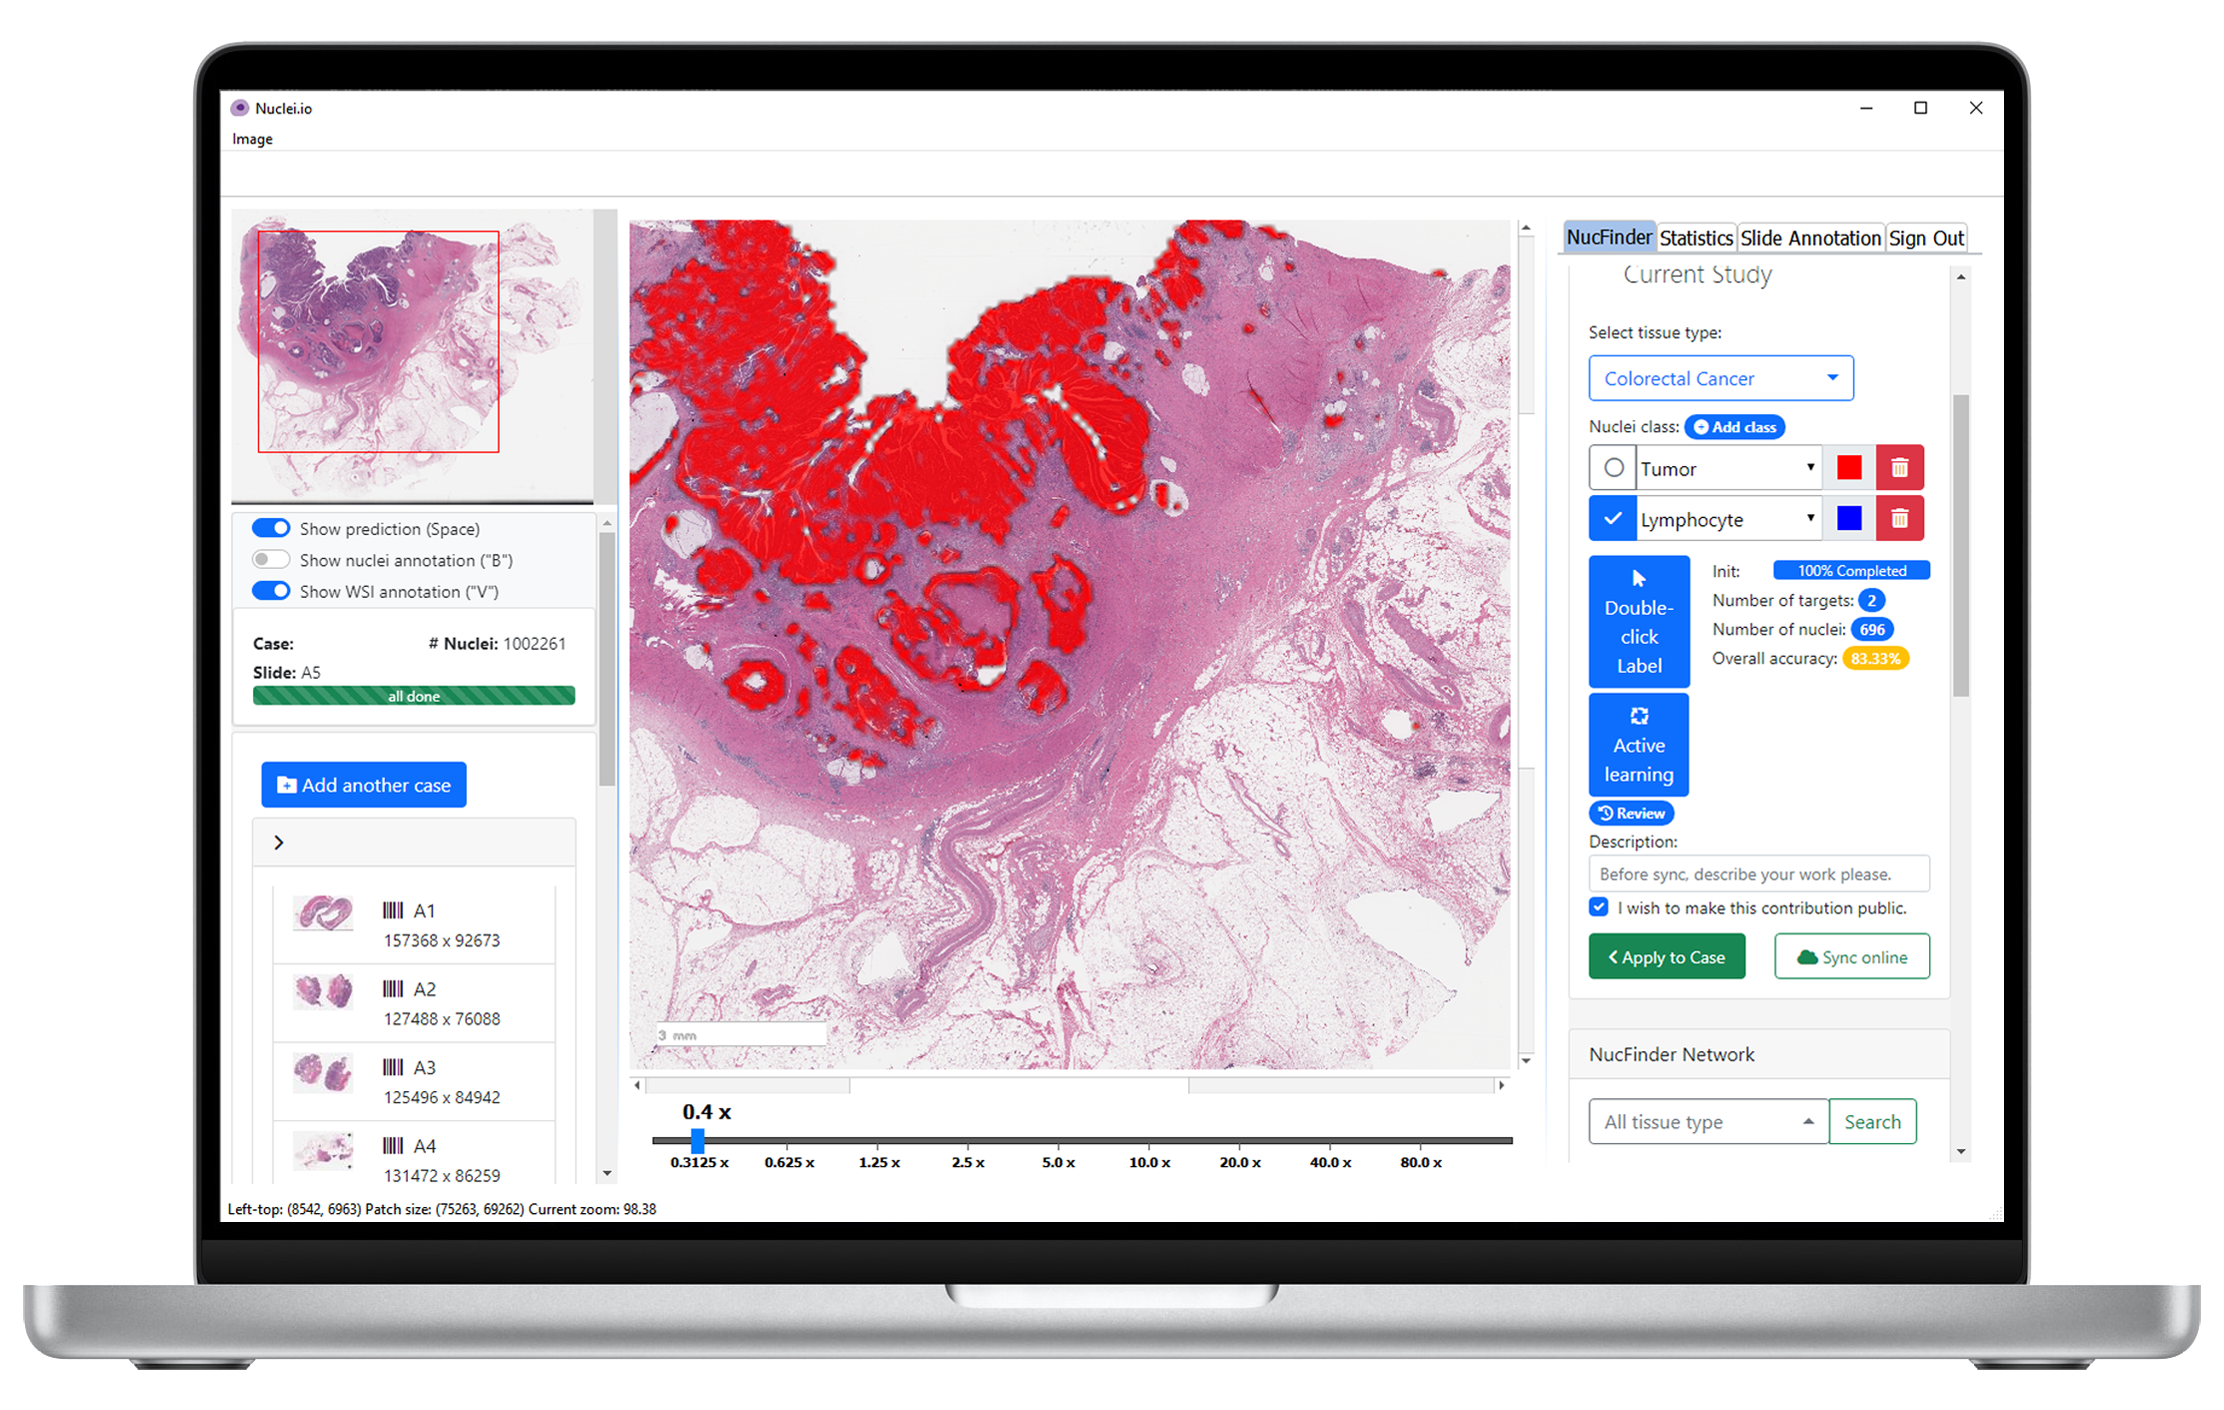 Nuclei.io
Image
Show prediction (Space)
Show nuclei annotation ("B")
Show WSI annotation ("V")
Case: # Nuclei: 1002261
Slide: A5
all done
Add another case
A1
157368 x 92673
A2
127488 x 76088
A3
125496 x 84942
A4
131472 x 86259
3 mm
0.4 x
0.3125 x 0.625 x 1.25 x 2.5 x 5.0 x 10.0 x 20.0 x 40.0 x 80.0 x
NucFinder Statistics Slide Annotation Sign Out
Current Study
Select tissue type:
Colorectal Cancer
Nuclei class: Add class
Tumor
Lymphocyte
Double-
click
Label
Init: 100% Completed
Number of targets: 2
Number of nuclei: 696
Overall accuracy: 83.33%
Active
learning
Review
Description:
Before sync, describe your work please.
I wish to make this contribution public.
Apply to Case Sync online
NucFinder Network
All tissue type Search
Left-top: (8542, 6963) Patch size: (75263, 69262) Current zoom: 98.38